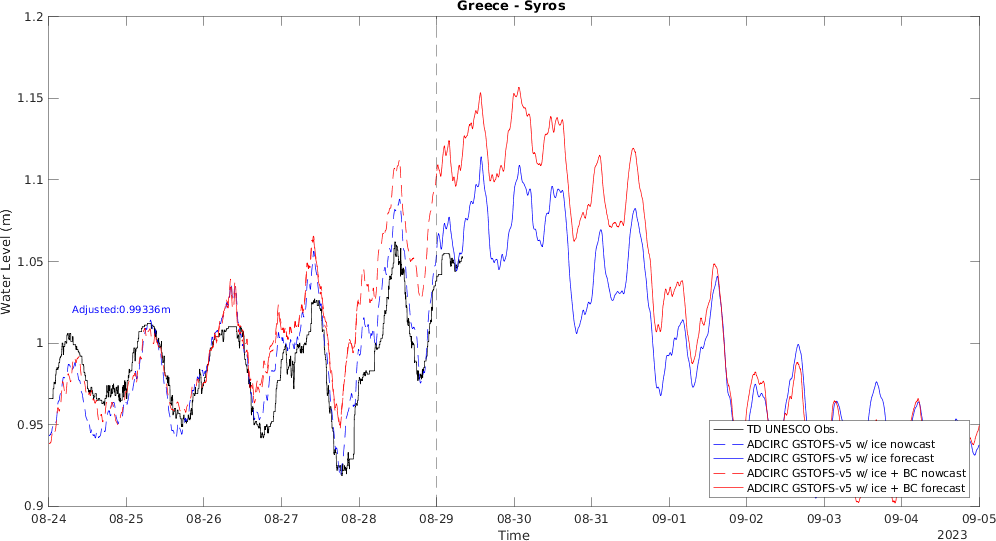 Greece - Syros
1.2
1.15
1.1
1.05
1
0.95
0.9
Water Level (m)
Adjusted:0.99336m
TD UNESCO Obs.
ADCIRC GSTOFS-v5 w/ ice nowcast
ADCIRC GSTOFS-v5 w/ ice forecast
ADCIRC GSTOFS-v5 w/ ice + BC nowcast
ADCIRC GSTOFS-v5 w/ ice + BC forecast
08-24 08-25 08-26 08-27 08-28 08-29 08-30 08-31 09-01 09-02 09-03 09-04 09-05
Time
2023